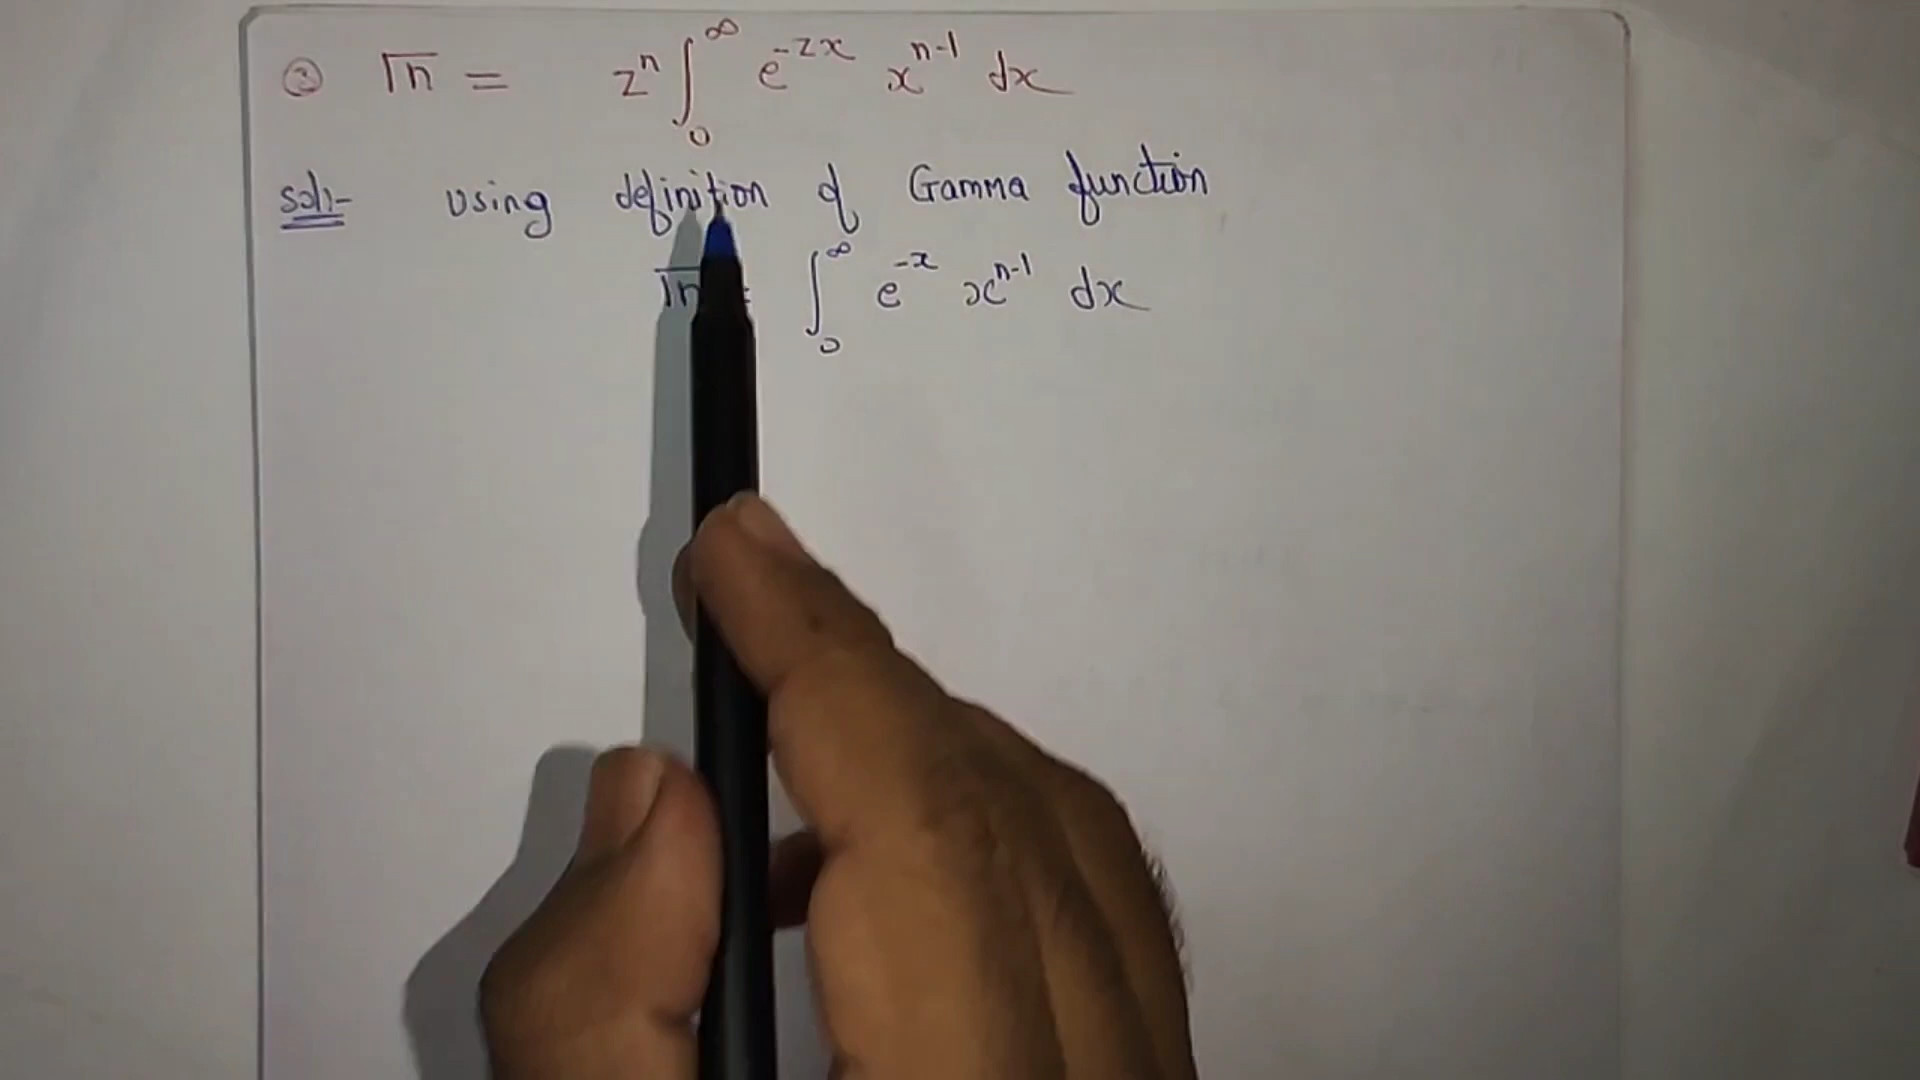 ② Γn = z^n ∫_0^∞ e^{-zx} x^{n-1} dx
Sol:- using definition of Gamma function
Γn = ∫_0^∞ e^{-x} x^{n-1} dx